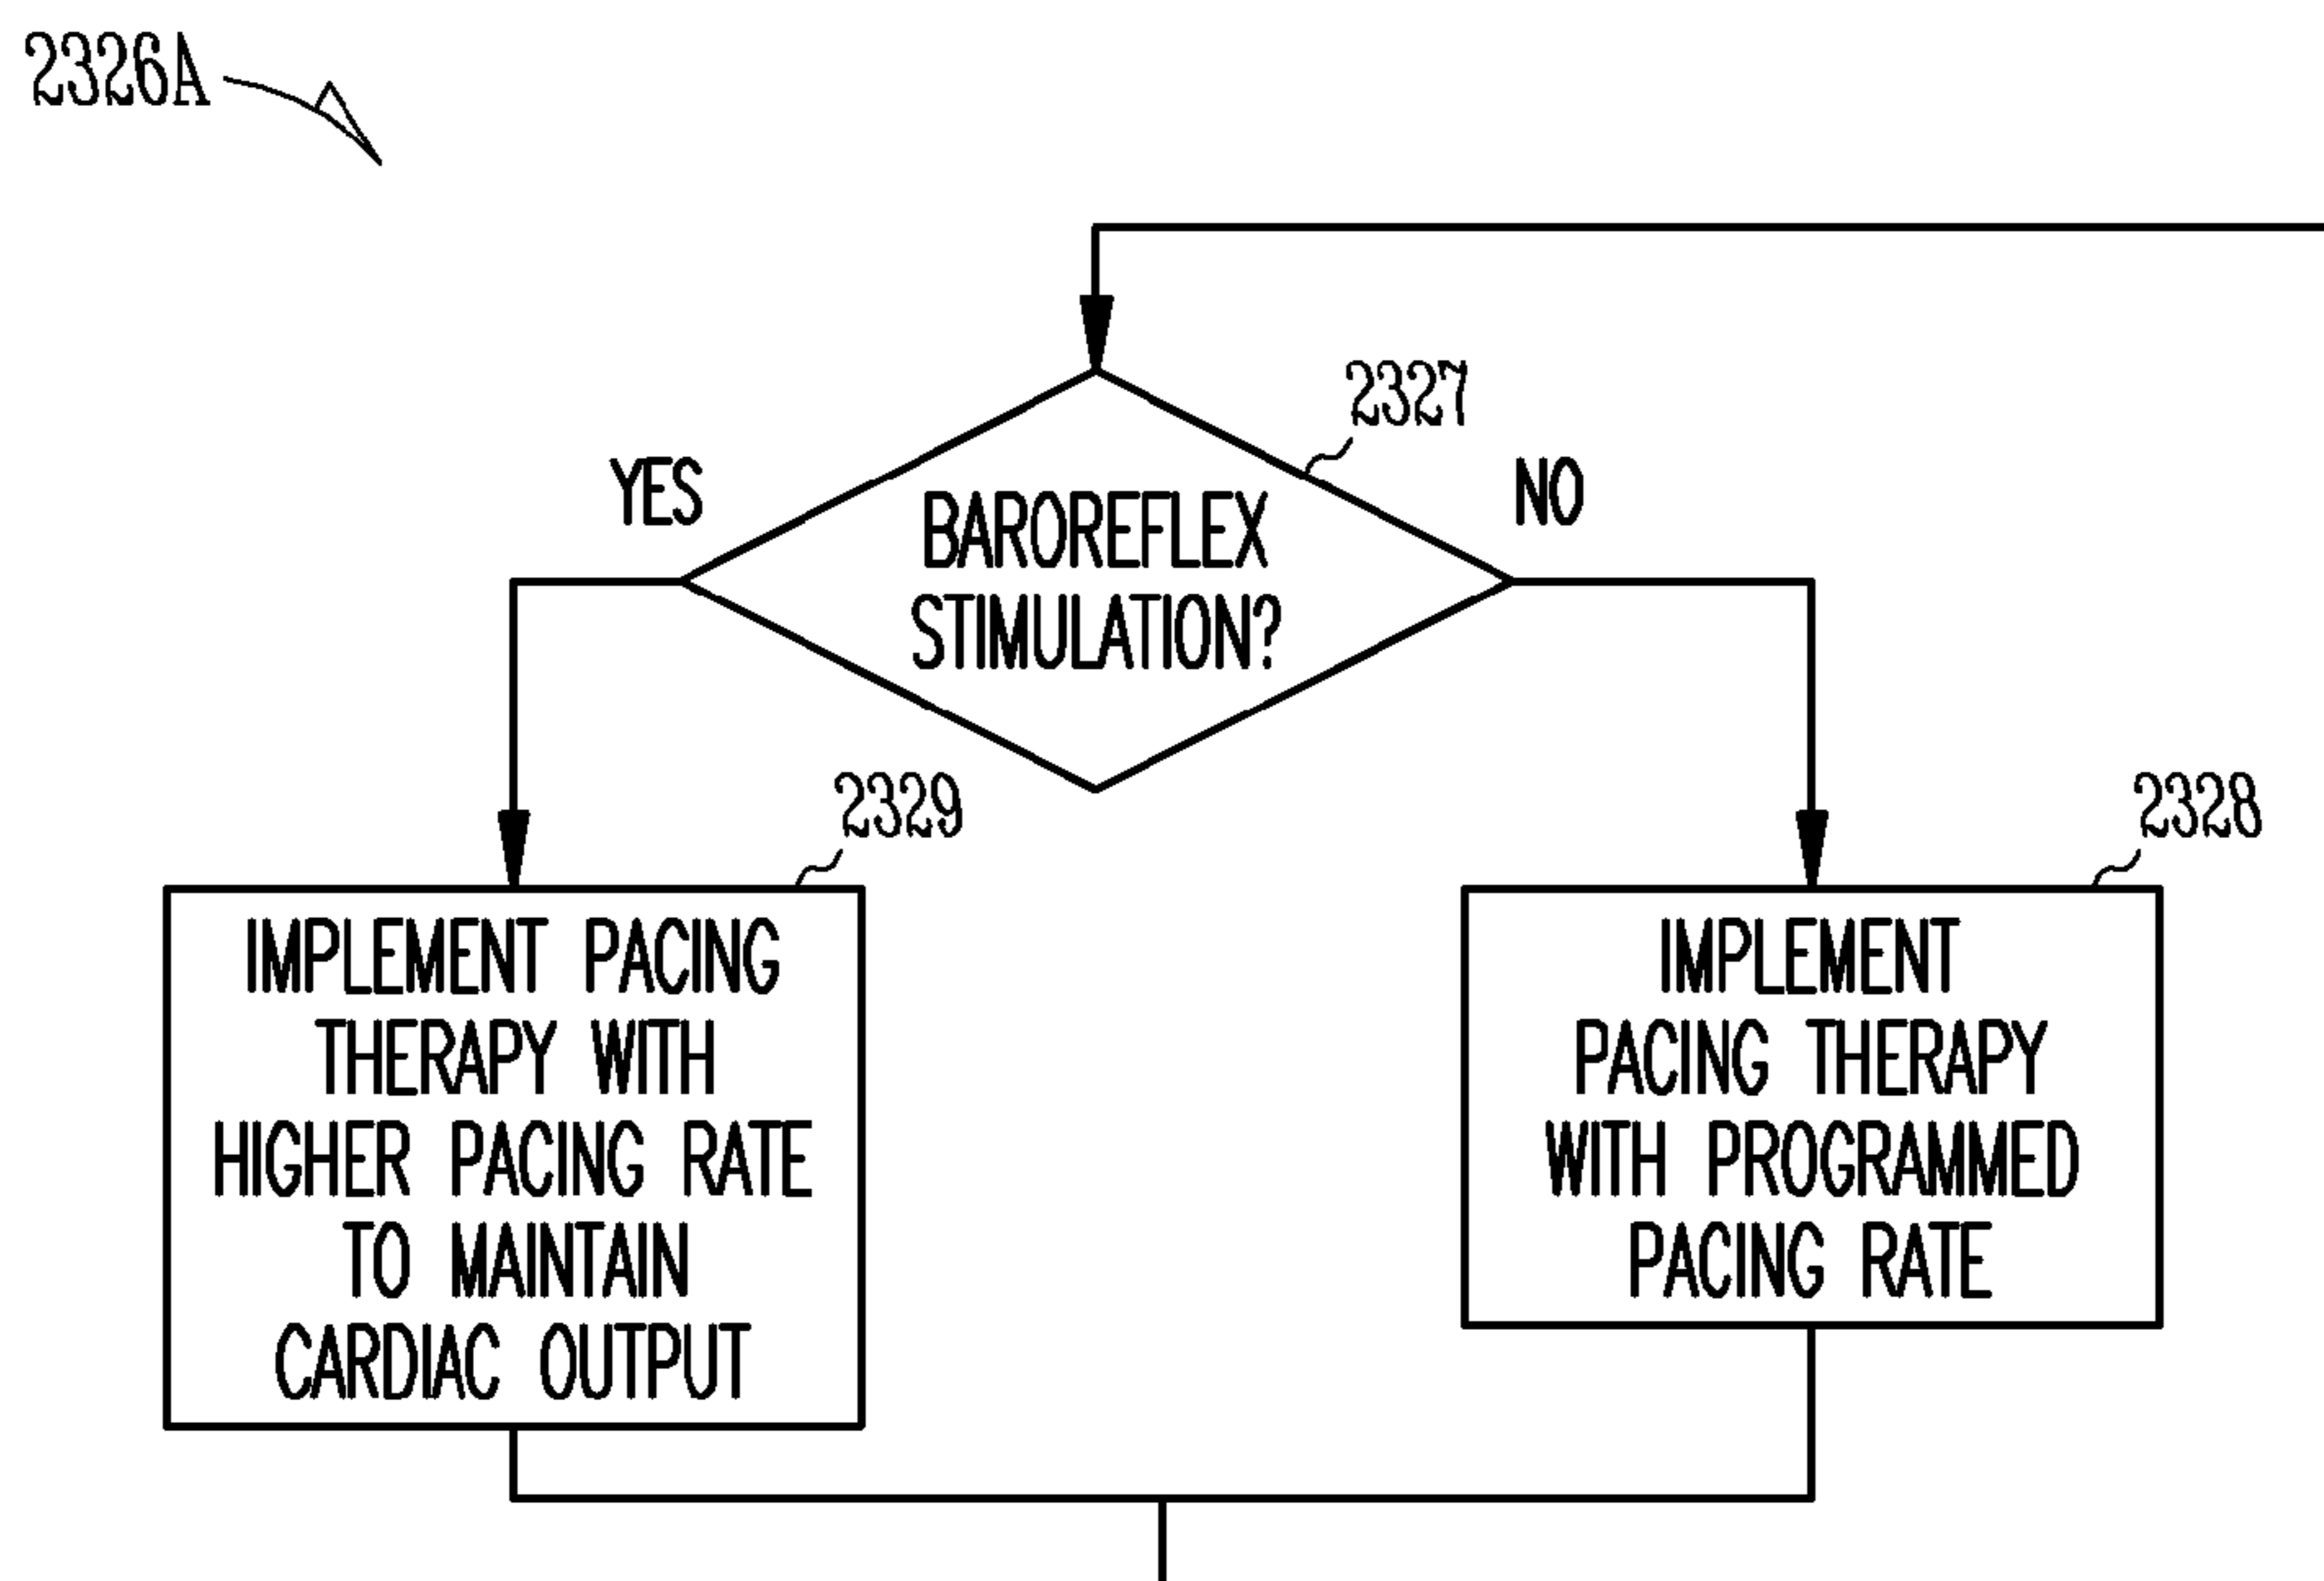 2326A
2327
YES
NO
BAROREFLEX
STIMULATION?
2329
2328
IMPLEMENT PACING
THERAPY WITH
HIGHER PACING RATE
TO MAINTAIN
CARDIAC OUTPUT
IMPLEMENT
PACING THERAPY
WITH PROGRAMMED
PACING RATE